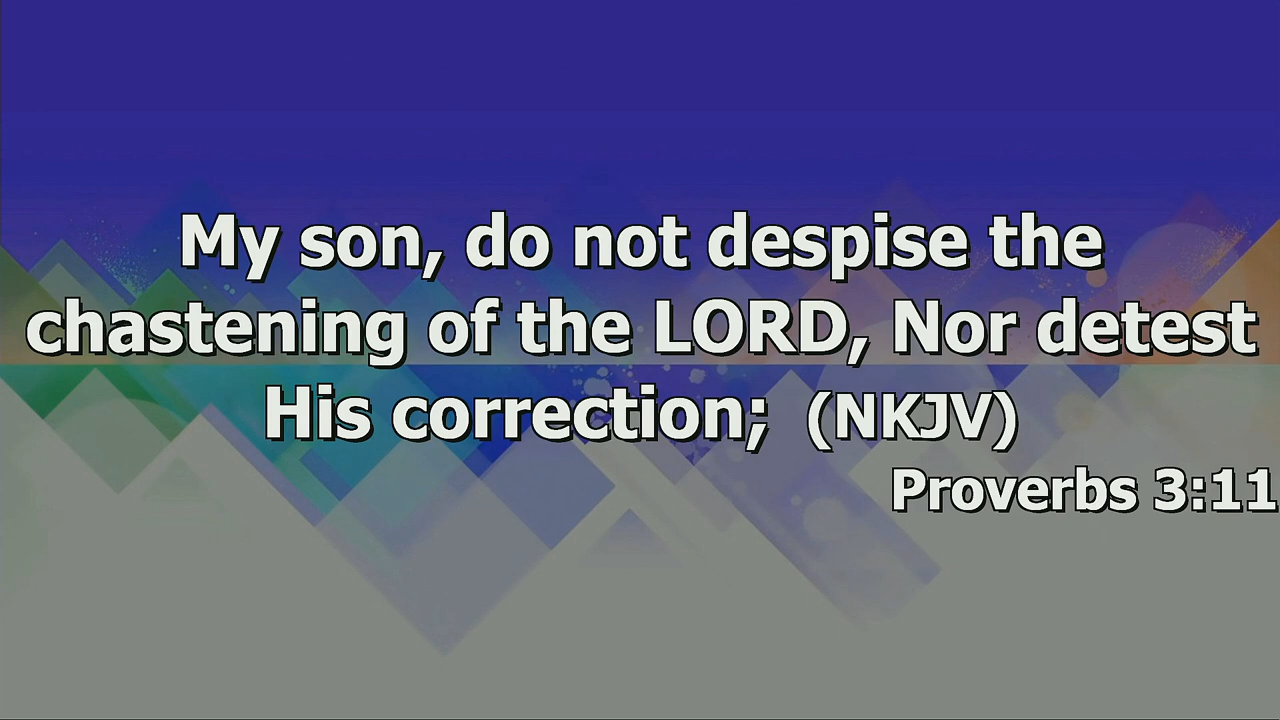 My son, do not despise the
chastening of the LORD, Nor detest
His correction; (NKJV)
Proverbs 3:11